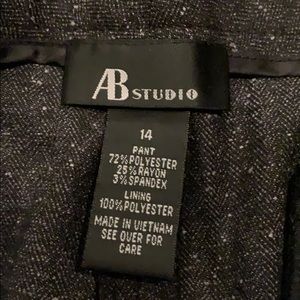 AB STUDIO
14
PANT
72% POLYESTER
25% RAYON
3% SPANDEX
LINING
100% POLYESTER
MADE IN VIETNAM
SEE OVER FOR
CARE